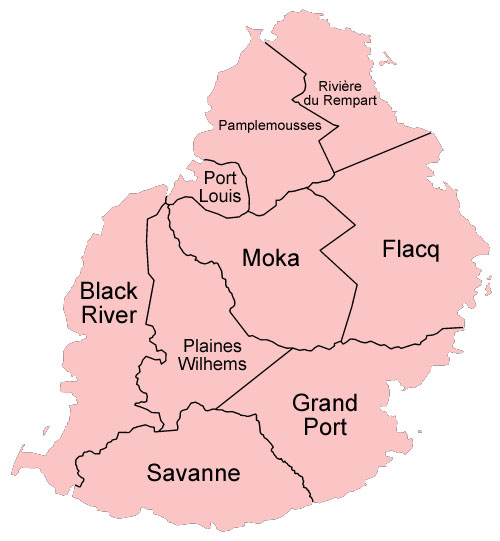 Rivière
du Rempart
Pamplemousses
Port
Louis
Moka
Flacq
Black
River
Plaines
Wilhems
Grand
Port
Savanne